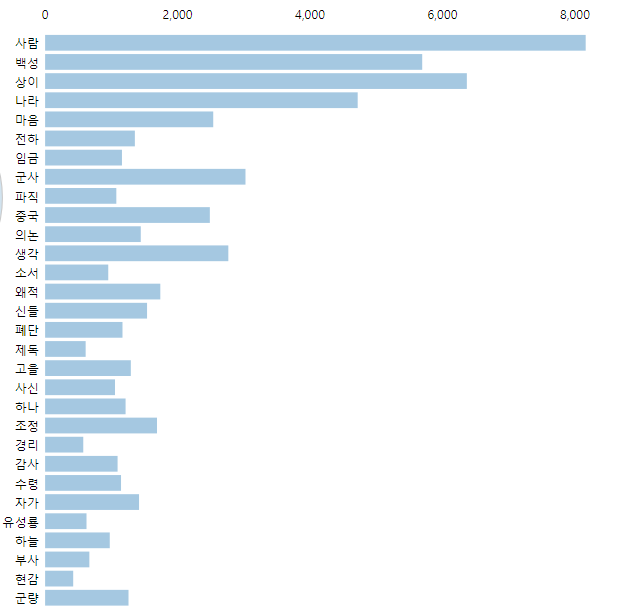 0 2,000 4,000 6,000 8,000
사람
백성
상이
나라
마음
전하
임금
군사
파직
중국
의논
생각
소서
왜적
신들
폐단
제독
고을
사신
하나
조정
경리
감사
수령
자가
유성룡
하늘
부사
현감
군량